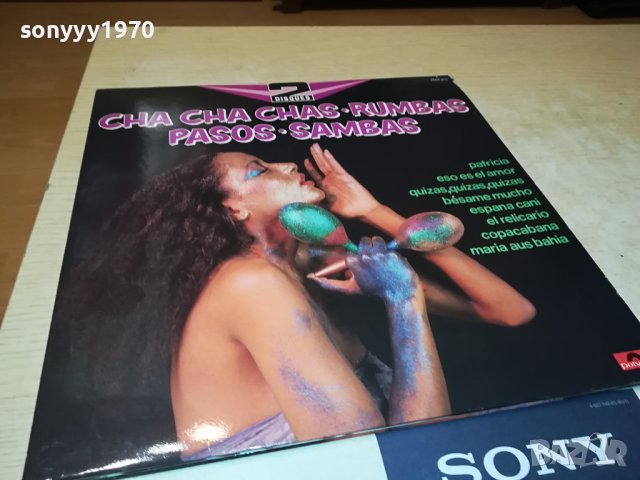 sonyyy1970
2
DISQUES
CHA CHA CHAS·RUMBAS
PASOS·SAMBAS
patricia
eso es el amor
quizas,quizas,quizas
bésame mucho
espana cani
el relicario
copacabana
maria aus bahia
SONY
BAZAR